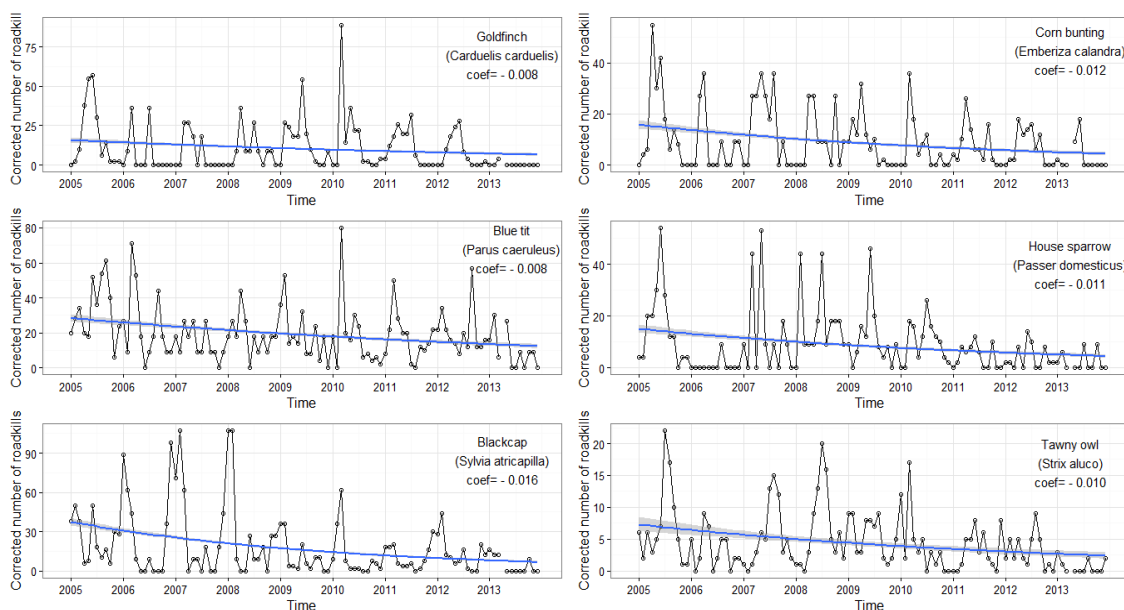 Corrected number of roadkills
75
50
25
0
Goldfinch
(Carduelis carduelis)
coef= - 0.008
2005 2006 2007 2008 2009 2010 2011 2012 2013
Time
Corrected number of roadkills
40
20
0
Corn bunting
(Emberiza calandra)
coef= - 0.012
2005 2006 2007 2008 2009 2010 2011 2012 2013
Time
Corrected number of roadkills
80
60
40
20
0
Blue tit
(Parus caeruleus)
coef= - 0.008
2005 2006 2007 2008 2009 2010 2011 2012 2013
Time
Corrected number of roadkills
40
20
0
House sparrow
(Passer domesticus)
coef= - 0.011
2005 2006 2007 2008 2009 2010 2011 2012 2013
Time
Corrected number of roadkills
90
60
30
0
Blackcap
(Sylvia atricapilla)
coef= - 0.016
2005 2006 2007 2008 2009 2010 2011 2012 2013
Time
Corrected number of roadkills
20
15
10
5
0
Tawny owl
(Strix aluco)
coef= - 0.010
2005 2006 2007 2008 2009 2010 2011 2012 2013
Time